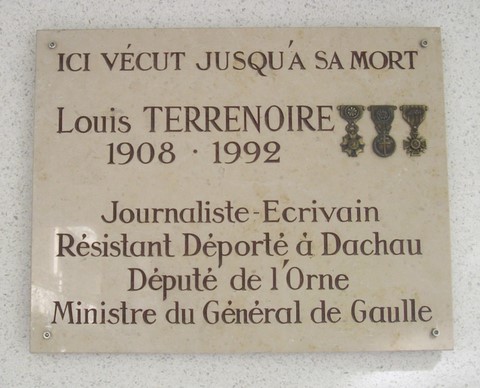 ICI VÉCUT JUSQU'À SA MORT
Louis TERRENOIRE
1908 · 1992
Journaliste-Ecrivain
Résistant Déporté à Dachau
Député de l'Orne
Ministre du Général de Gaulle